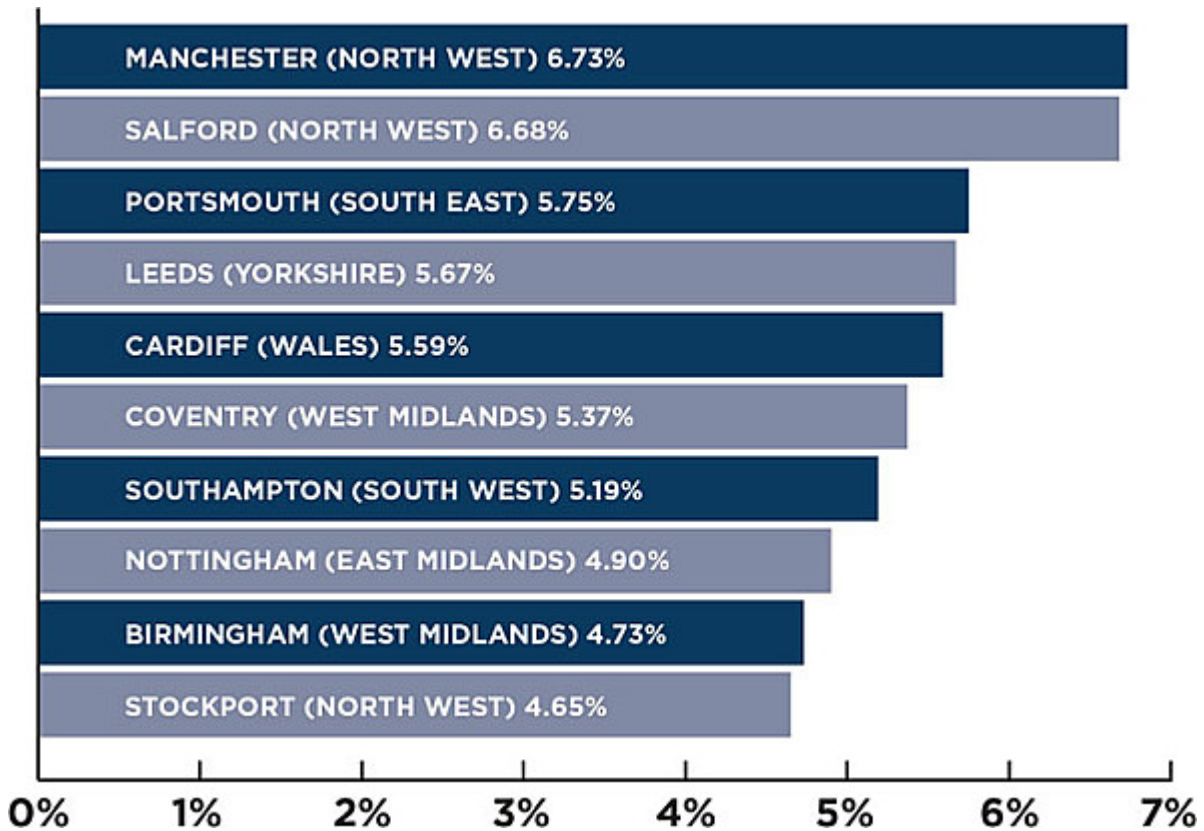 MANCHESTER (NORTH WEST) 6.73%
SALFORD (NORTH WEST) 6.68%
PORTSMOUTH (SOUTH EAST) 5.75%
LEEDS (YORKSHIRE) 5.67%
CARDIFF (WALES) 5.59%
COVENTRY (WEST MIDLANDS) 5.37%
SOUTHAMPTON (SOUTH WEST) 5.19%
NOTTINGHAM (EAST MIDLANDS) 4.90%
BIRMINGHAM (WEST MIDLANDS) 4.73%
STOCKPORT (NORTH WEST) 4.65%
0% 1% 2% 3% 4% 5% 6% 7%